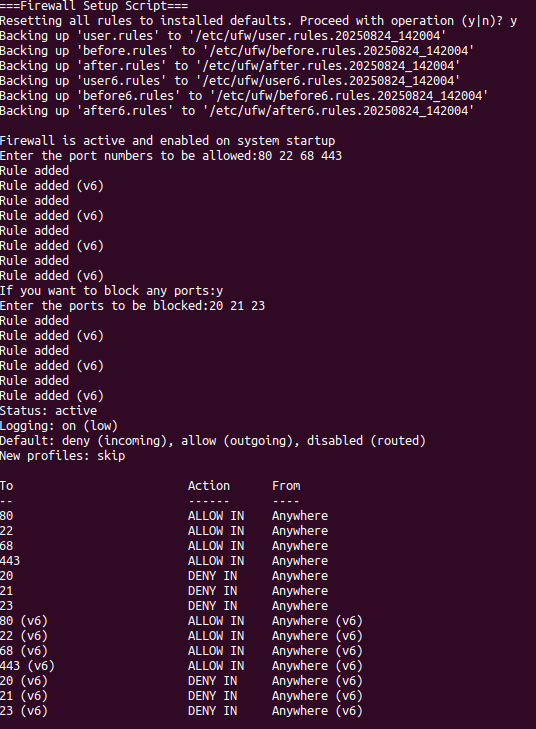 ===Firewall Setup Script===
Resetting all rules to installed defaults. Proceed with operation (y|n)? y
Backing up 'user.rules' to '/etc/ufw/user.rules.20250824_142004'
Backing up 'before.rules' to '/etc/ufw/before.rules.20250824_142004'
Backing up 'after.rules' to '/etc/ufw/after.rules.20250824_142004'
Backing up 'user6.rules' to '/etc/ufw/user6.rules.20250824_142004'
Backing up 'before6.rules' to '/etc/ufw/before6.rules.20250824_142004'
Backing up 'after6.rules' to '/etc/ufw/after6.rules.20250824_142004'

Firewall is active and enabled on system startup
Enter the port numbers to be allowed:80 22 68 443
Rule added
Rule added (v6)
Rule added
Rule added (v6)
Rule added
Rule added (v6)
Rule added
Rule added (v6)
If you want to block any ports:y
Enter the ports to be blocked:20 21 23
Rule added
Rule added (v6)
Rule added
Rule added (v6)
Rule added
Rule added (v6)
Status: active
Logging: on (low)
Default: deny (incoming), allow (outgoing), disabled (routed)
New profiles: skip

To                         Action      From
--                         ------      ----
80                         ALLOW IN    Anywhere
22                         ALLOW IN    Anywhere
68                         ALLOW IN    Anywhere
443                        ALLOW IN    Anywhere
20                         DENY IN     Anywhere
21                         DENY IN     Anywhere
23                         DENY IN     Anywhere
80 (v6)                    ALLOW IN    Anywhere (v6)
22 (v6)                    ALLOW IN    Anywhere (v6)
68 (v6)                    ALLOW IN    Anywhere (v6)
443 (v6)                   ALLOW IN    Anywhere (v6)
20 (v6)                    DENY IN     Anywhere (v6)
21 (v6)                    DENY IN     Anywhere (v6)
23 (v6)                    DENY IN     Anywhere (v6)